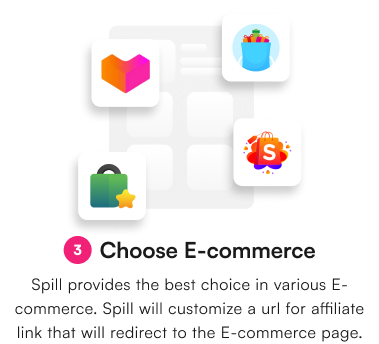 S
3 Choose E-commerce
Spill provides the best choice in various E-
commerce. Spill will customize a url for affiliate
link that will redirect to the E-commerce page.